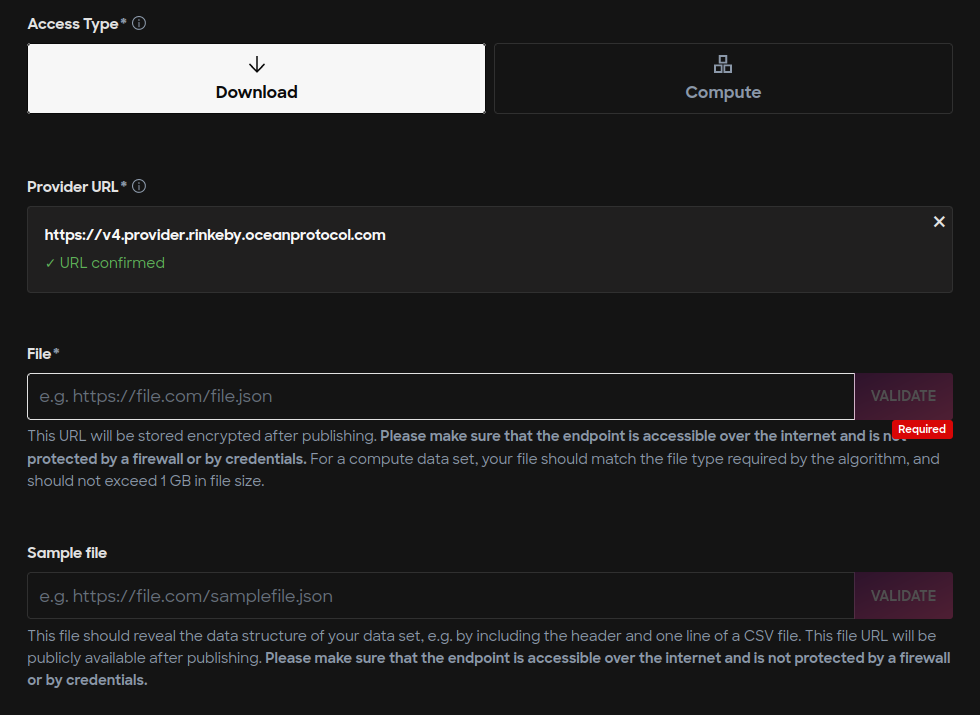 Access Type*
Download
Compute
Provider URL*
https://v4.provider.rinkeby.oceanprotocol.com
✓ URL confirmed
File*
e.g. https://file.com/file.json
VALIDATE
Required
This URL will be stored encrypted after publishing. Please make sure that the endpoint is accessible over the internet and is
protected by a firewall or by credentials. For a compute data set, your file should match the file type required by the algorithm, and
should not exceed 1 GB in file size.
Sample file
e.g. https://file.com/samplefile.json
VALIDATE
This file should reveal the data structure of your data set, e.g. by including the header and one line of a CSV file. This file URL will be
publicly available after publishing. Please make sure that the endpoint is accessible over the internet and is not protected by a firewall
or by credentials.